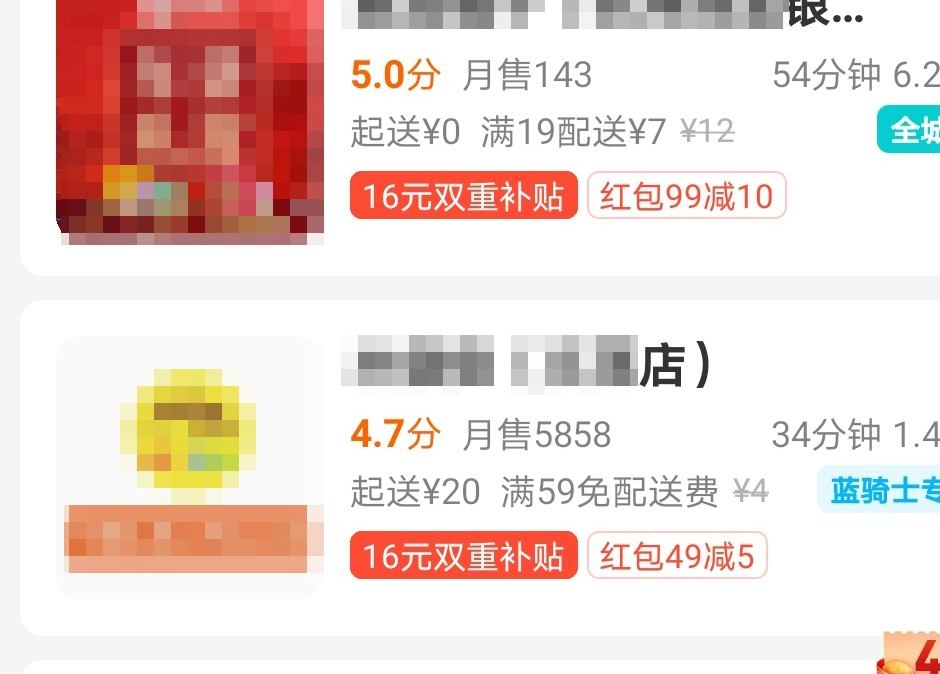 银...
5.0分 月售143 54分钟 6.2
起送¥0 满19配送¥7 ¥12 全城
16元双重补贴 红包99减10
店）
4.7分 月售5858 34分钟 1.4
起送¥20 满59免配送费 ¥4 蓝骑士专
16元双重补贴 红包49减5
4